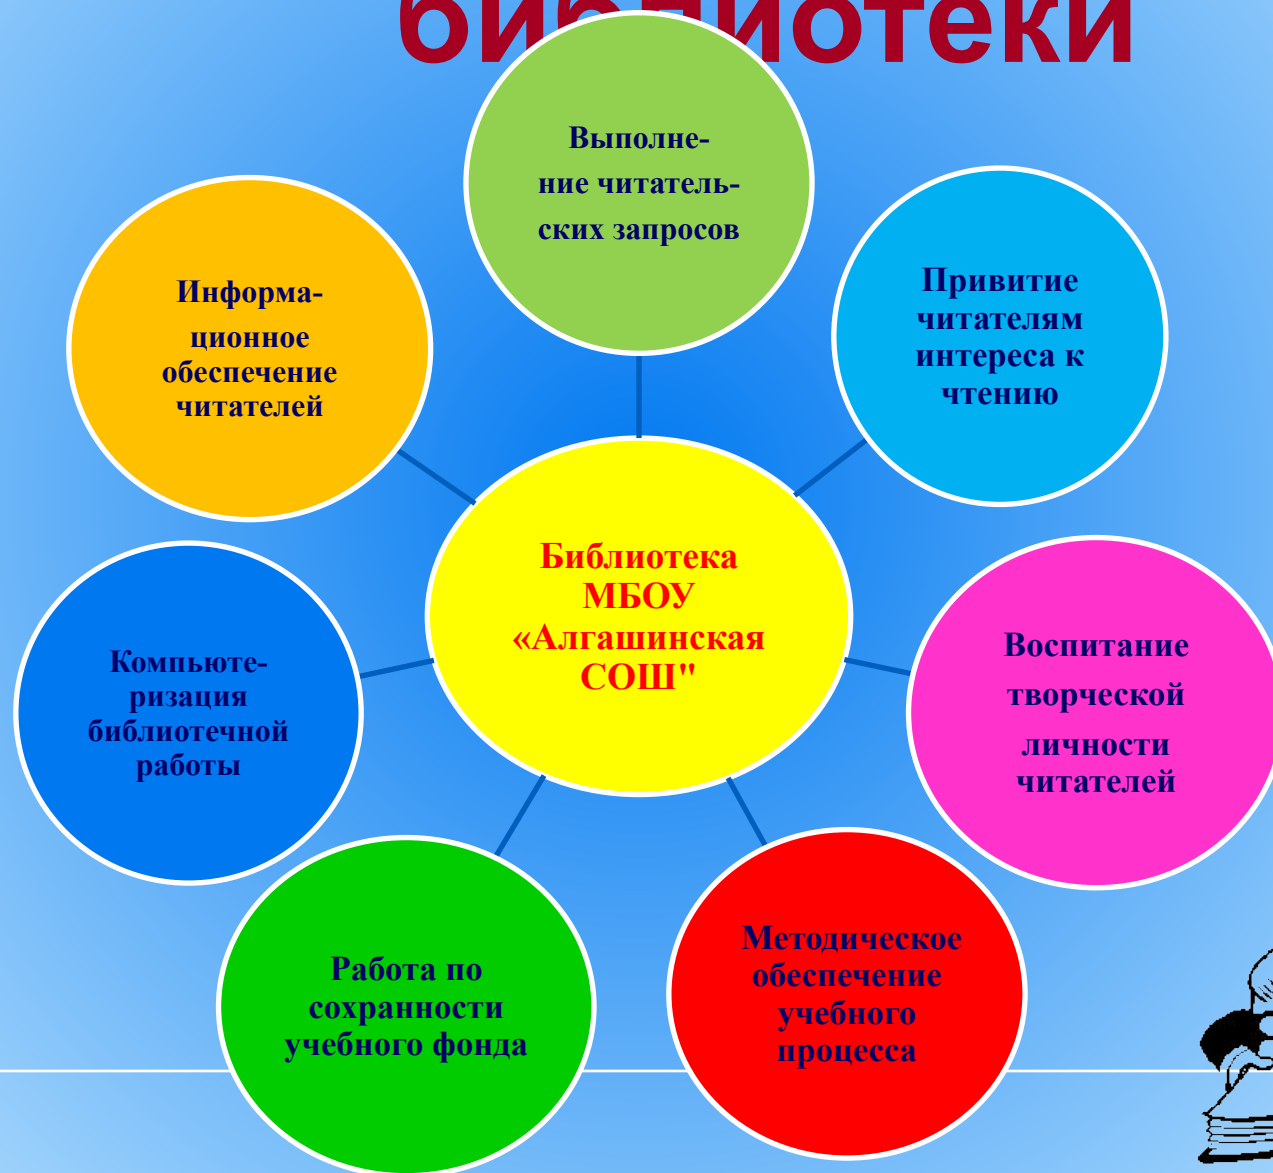 библиотеки
Выполне-
ние читатель-
ских запросов
Привитие
читателям
интереса к
чтению
Информа-
ционное
обеспечение
читателей
Библиотека
МБОУ
«Алгашинская
СОШ"
Воспитание
творческой
личности
читателей
Компьюте-
ризация
библиотечной
работы
Методическое
обеспечение
учебного
процесса
Работа по
сохранности
учебного фонда